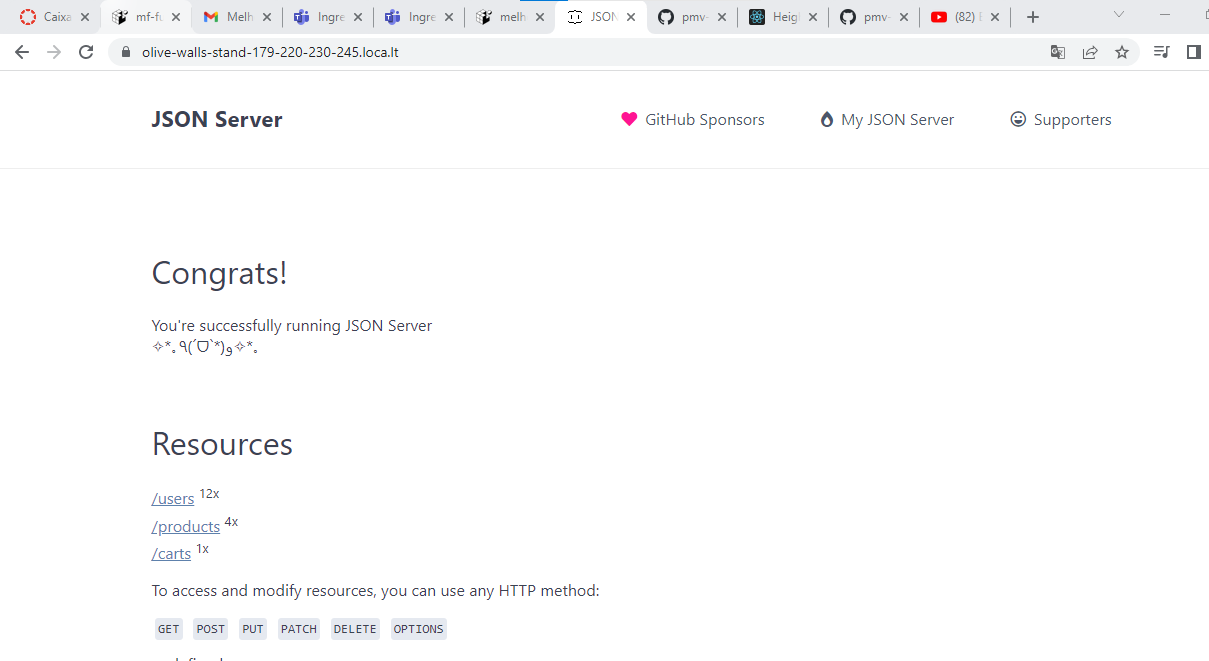 Caixa mf-fu Melh Ingre Ingre melh JSON pmv- Heigl pmv- (82)
olive-walls-stand-179-220-230-245.loca.lt
JSON Server GitHub Sponsors My JSON Server Supporters
Congrats!
You're successfully running JSON Server
✧*｡٩(ˊᗜˋ*)و✧*｡
Resources
/users 12x
/products 4x
/carts 1x
To access and modify resources, you can use any HTTP method:
GET POST PUT PATCH DELETE OPTIONS